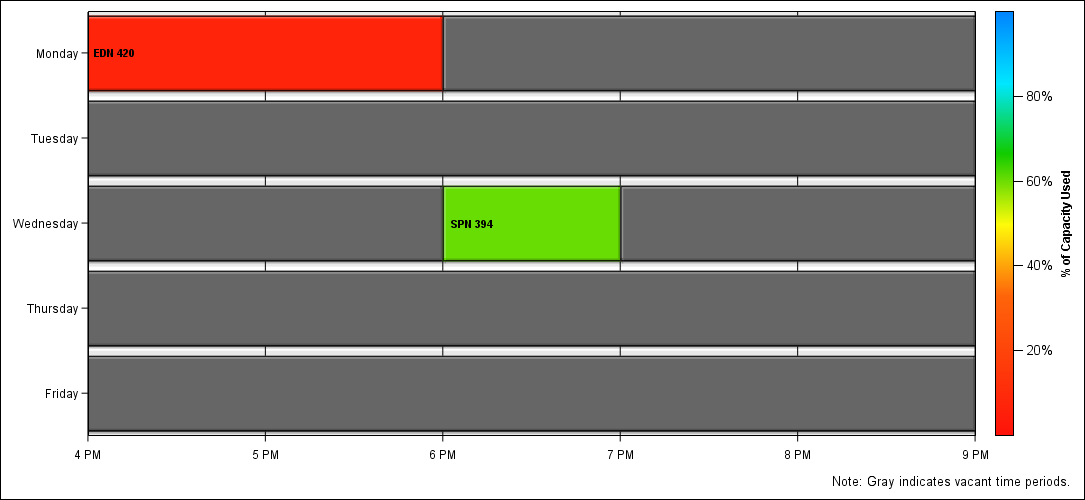 Monday
EDN 420
Tuesday
Wednesday
SPN 394
Thursday
Friday
4 PM 5 PM 6 PM 7 PM 8 PM 9 PM
80%
60%
40%
20%
% of Capacity Used
Note: Gray indicates vacant time periods.